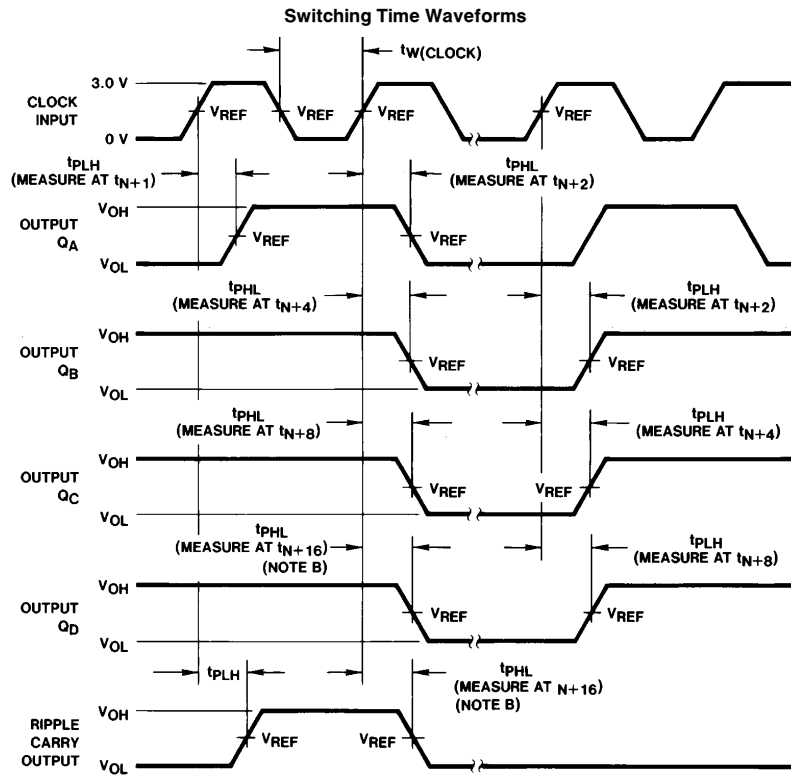 Switching Time Waveforms
tW(CLOCK)
3.0 V
CLOCK
INPUT
0 V
VREF
VREF
VREF
VREF
tPLH
(MEASURE AT tN+1)
tPHL
(MEASURE AT tN+2)
VOH
OUTPUT
QA
VOL
VREF
VREF
tPHL
(MEASURE AT tN+4)
tPLH
(MEASURE AT tN+2)
VOH
OUTPUT
QB
VOL
VREF
VREF
tPHL
(MEASURE AT tN+8)
tPLH
(MEASURE AT tN+4)
VOH
OUTPUT
QC
VOL
VREF
VREF
tPHL
(MEASURE AT tN+16)
(NOTE B)
tPLH
(MEASURE AT tN+8)
VOH
OUTPUT
QD
VOL
VREF
VREF
tPLH
tPHL
(MEASURE AT N+16)
(NOTE B)
VOH
RIPPLE
CARRY
OUTPUT
VOL
VREF
VREF